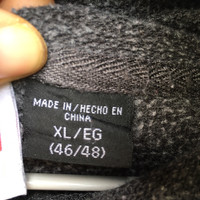 MADE IN/HECHO EN
CHINA
XL/EG
(46/48)